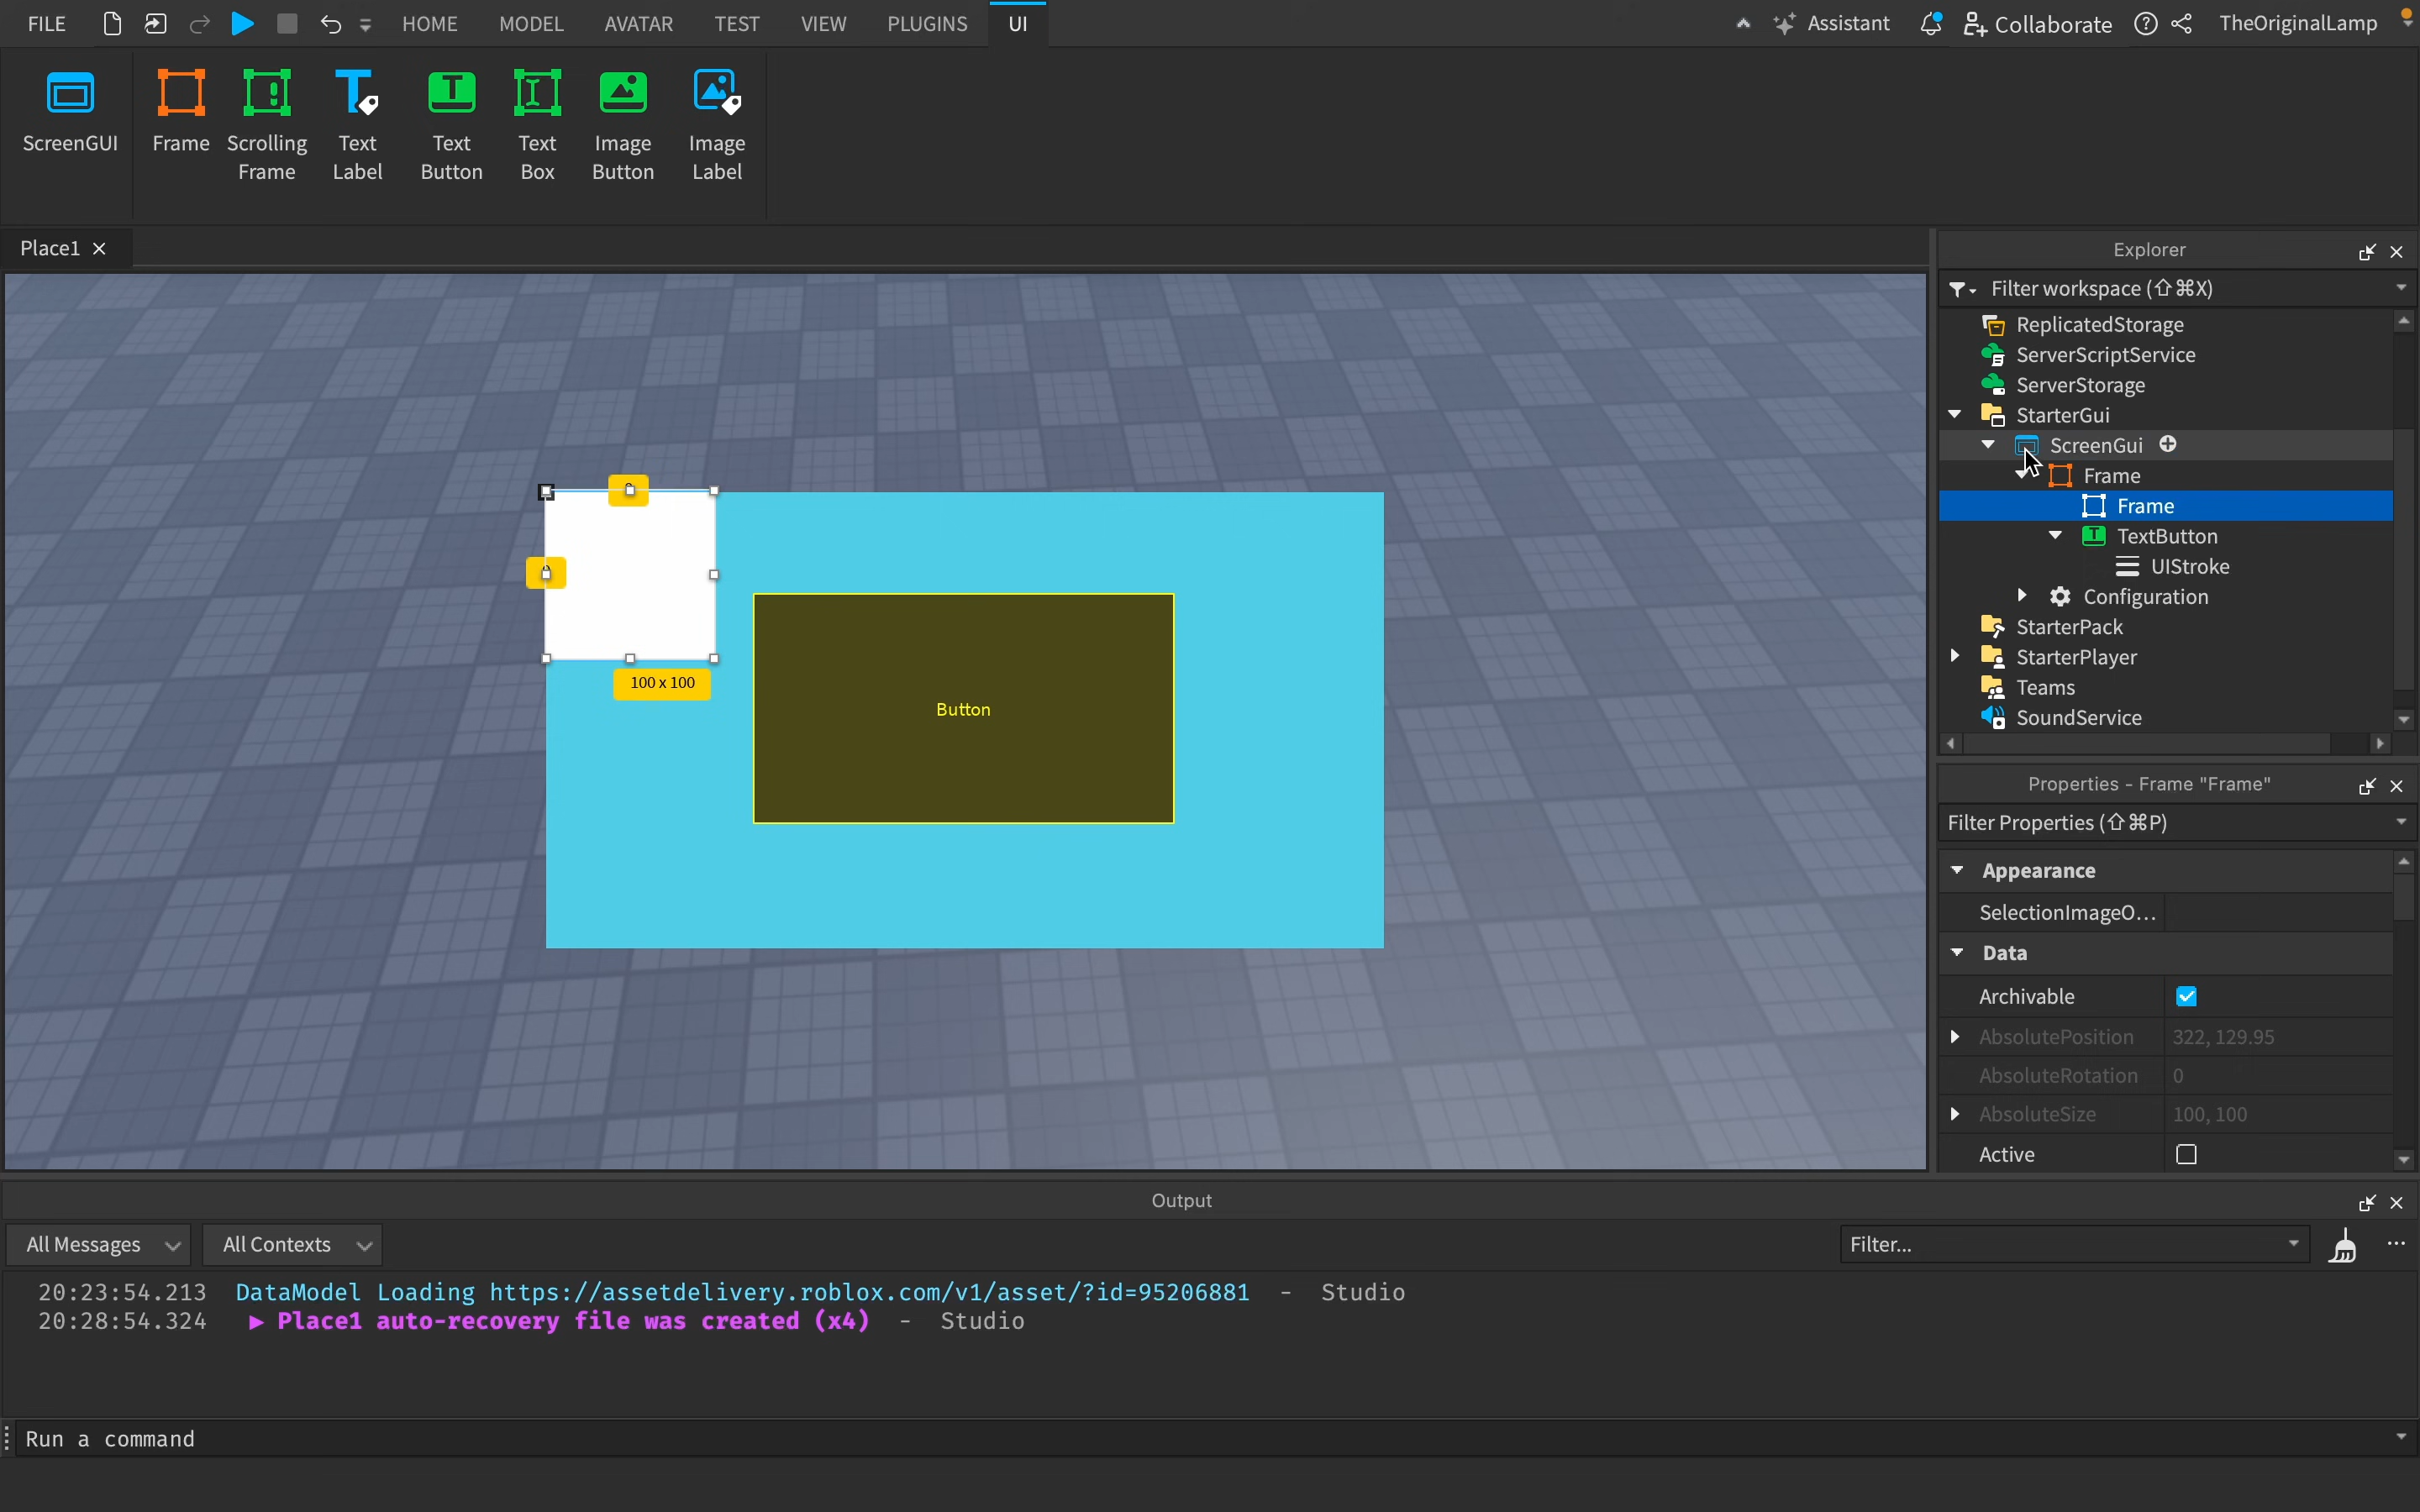 FILE HOME MODEL AVATAR TEST VIEW PLUGINS UI Assistant Collaborate TheOriginalLamp
ScreenGUI
Frame
Scrolling
Frame
Text
Label
Text
Button
Text
Box
Image
Button
Image
Label
Place1
Button
100 x 100
Explorer
Filter workspace (⇧⌘X)
ReplicatedStorage
ServerScriptService
ServerStorage
StarterGui
ScreenGui
Frame
Frame
TextButton
UIStroke
Configuration
StarterPack
StarterPlayer
Teams
SoundService
Properties - Frame "Frame"
Filter Properties (⇧⌘P)
Appearance
SelectionImageO...
Data
Archivable
AbsolutePosition 322, 129.95
AbsoluteRotation 0
AbsoluteSize 100, 100
Active
Output
All Messages All Contexts Filter...
20:23:54.213 DataModel Loading https://assetdelivery.roblox.com/v1/asset/?id=95206881 - Studio
20:28:54.324 ▶ Place1 auto-recovery file was created (x4) - Studio
Run a command